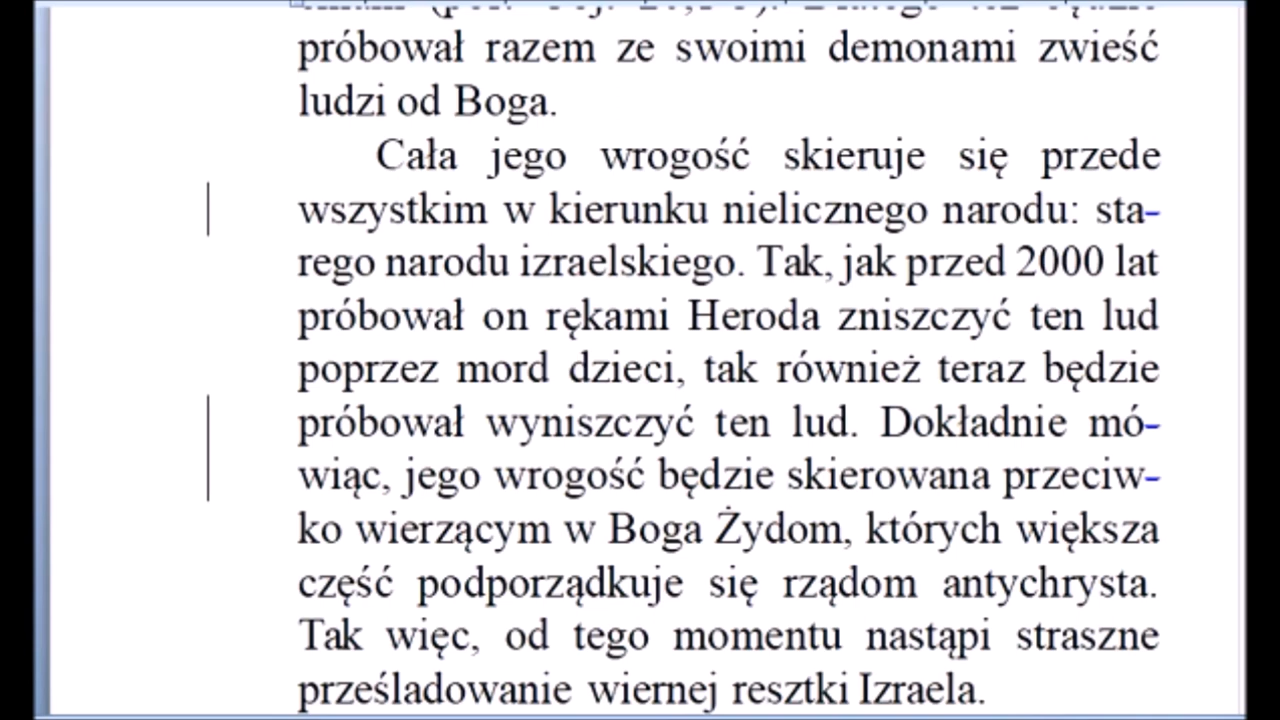 próbował razem ze swoimi demonami zwieść
ludzi od Boga.
Cała jego wrogość skieruje się przede
wszystkim w kierunku nielicznego narodu: sta-
rego narodu izraelskiego. Tak, jak przed 2000 lat
próbował on rękami Heroda zniszczyć ten lud
poprzez mord dzieci, tak również teraz będzie
próbował wyniszczyć ten lud. Dokładnie mó-
wiąc, jego wrogość będzie skierowana przeciw-
ko wierzącym w Boga Żydom, których większa
część podporządkuje się rządom antychrysta.
Tak więc, od tego momentu nastąpi straszne
prześladowanie wiernej resztki Izraela.